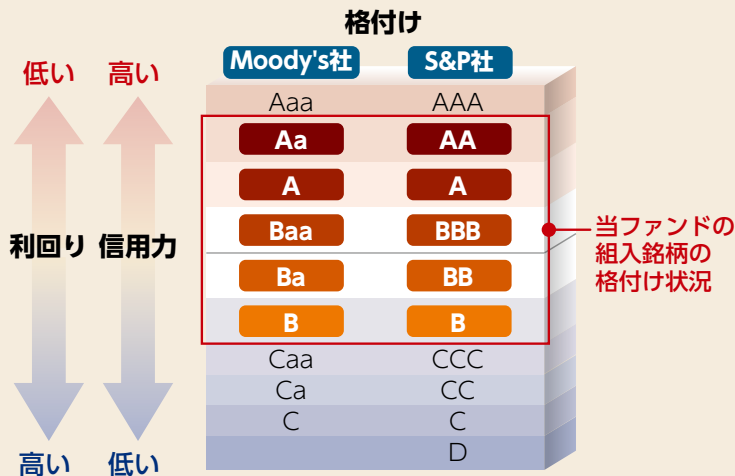 格付け
Moody's社 S&P社
低い 高い
Aaa AAA
Aa AA
A A
Baa BBB
利回り 信用力
当ファンドの
組入銘柄の
格付け状況
Ba BB
B B
Caa CCC
Ca CC
C C
D
高い 低い